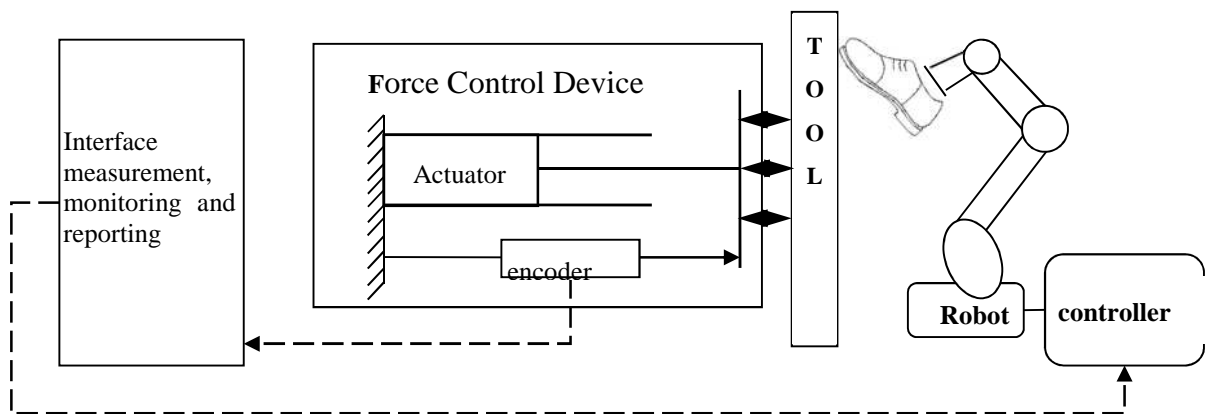 Interface
measurement,
monitoring and
reporting
Force Control Device
Actuator
encoder
T
O
O
L
Robot
controller